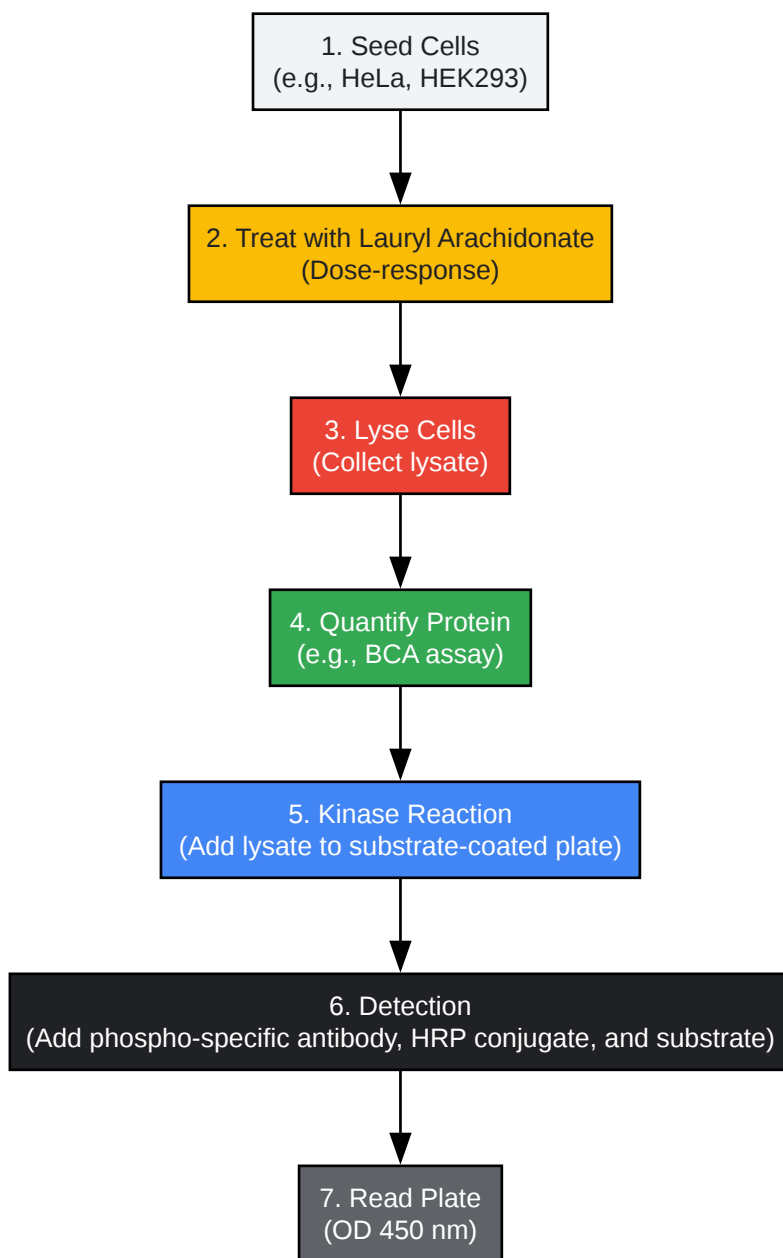 1. Seed Cells
(e.g., HeLa, HEK293)
2. Treat with Lauryl Arachidonate
(Dose-response)
3. Lyse Cells
(Collect lysate)
4. Quantify Protein
(e.g., BCA assay)
5. Kinase Reaction
(Add lysate to substrate-coated plate)
6. Detection
(Add phospho-specific antibody, HRP conjugate, and substrate)
7. Read Plate
(OD 450 nm)